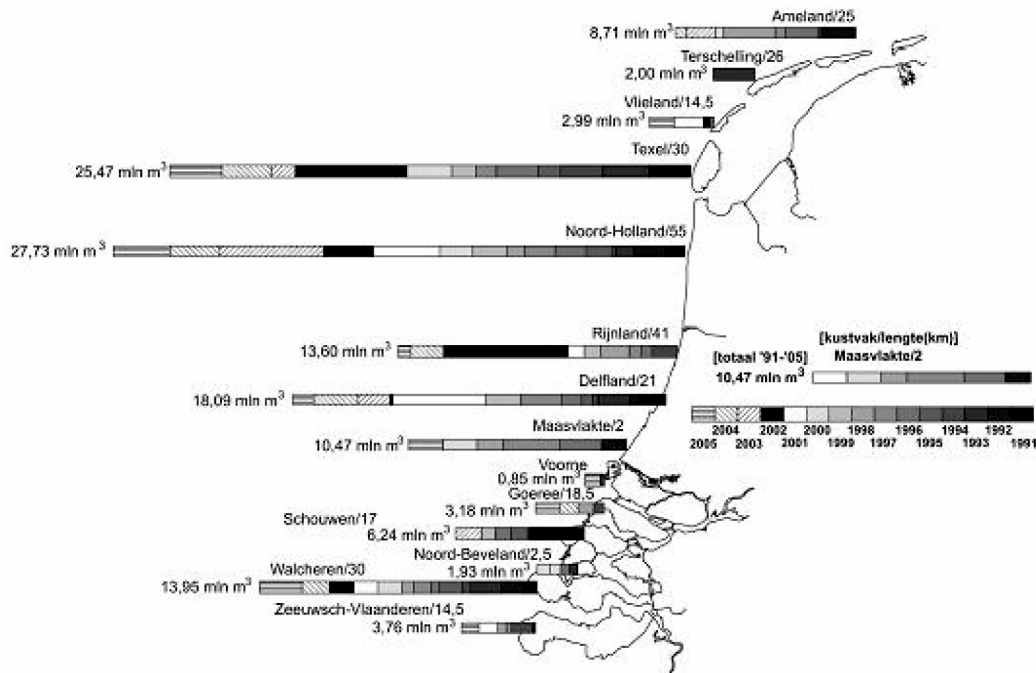 Ameland/25
8,71 mln m³
Terschelling/26
2,00 mln m³
Vlieland/14,5
2,99 mln m³
Texel/30
25,47 mln m³
Noord-Holland/55
27,73 mln m³
Rijnland/41
13,60 mln m³
[kustvak/lengte(km)]
[totaal '91-'05] Maasvlakte/2
10,47 mln m³
Delfland/21
18,09 mln m³
2004 2002 2000 1998 1996 1994 1992
2005 2003 2001 1999 1997 1995 1993 1991
Maasvlakte/2
10,47 mln m³
Voorne
0,85 mln m³
Goeree/18,5
3,18 mln m³
Schouwen/17
6,24 mln m³
Noord-Beveland/2,5
1,93 mln m³
Walcheren/30
13,95 mln m³
Zeeuwsch-Vlaanderen/14,5
3,76 mln m³